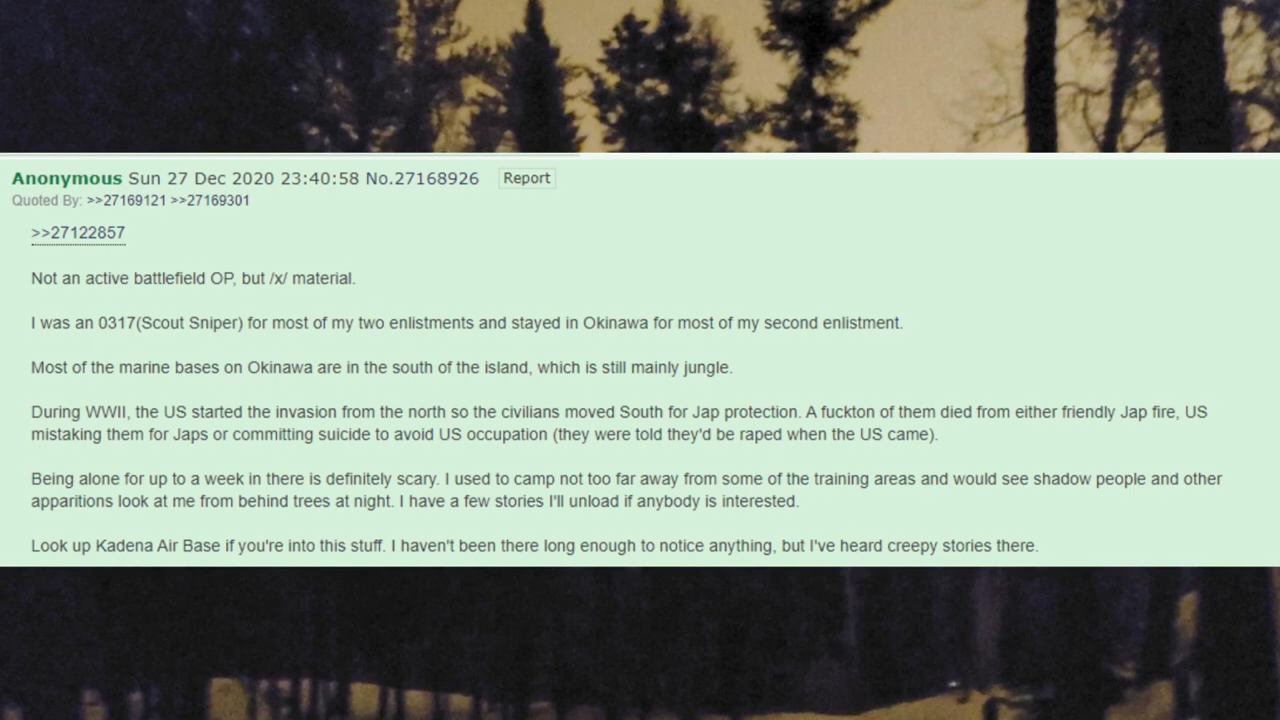 Anonymous Sun 27 Dec 2020 23:40:58 No.27168926 Report
Quoted By: >>27169121 >>27169301
>>27122857
Not an active battlefield OP, but /x/ material.
I was an 0317(Scout Sniper) for most of my two enlistments and stayed in Okinawa for most of my second enlistment.
Most of the marine bases on Okinawa are in the south of the island, which is still mainly jungle.
During WWII, the US started the invasion from the north so the civilians moved South for Jap protection. A fuckton of them died from either friendly Jap fire, US
mistaking them for Japs or committing suicide to avoid US occupation (they were told they'd be raped when the US came).
Being alone for up to a week in there is definitely scary. I used to camp not too far away from some of the training areas and would see shadow people and other
apparitions look at me from behind trees at night. I have a few stories I'll unload if anybody is interested.
Look up Kadena Air Base if you're into this stuff. I haven't been there long enough to notice anything, but I've heard creepy stories there.